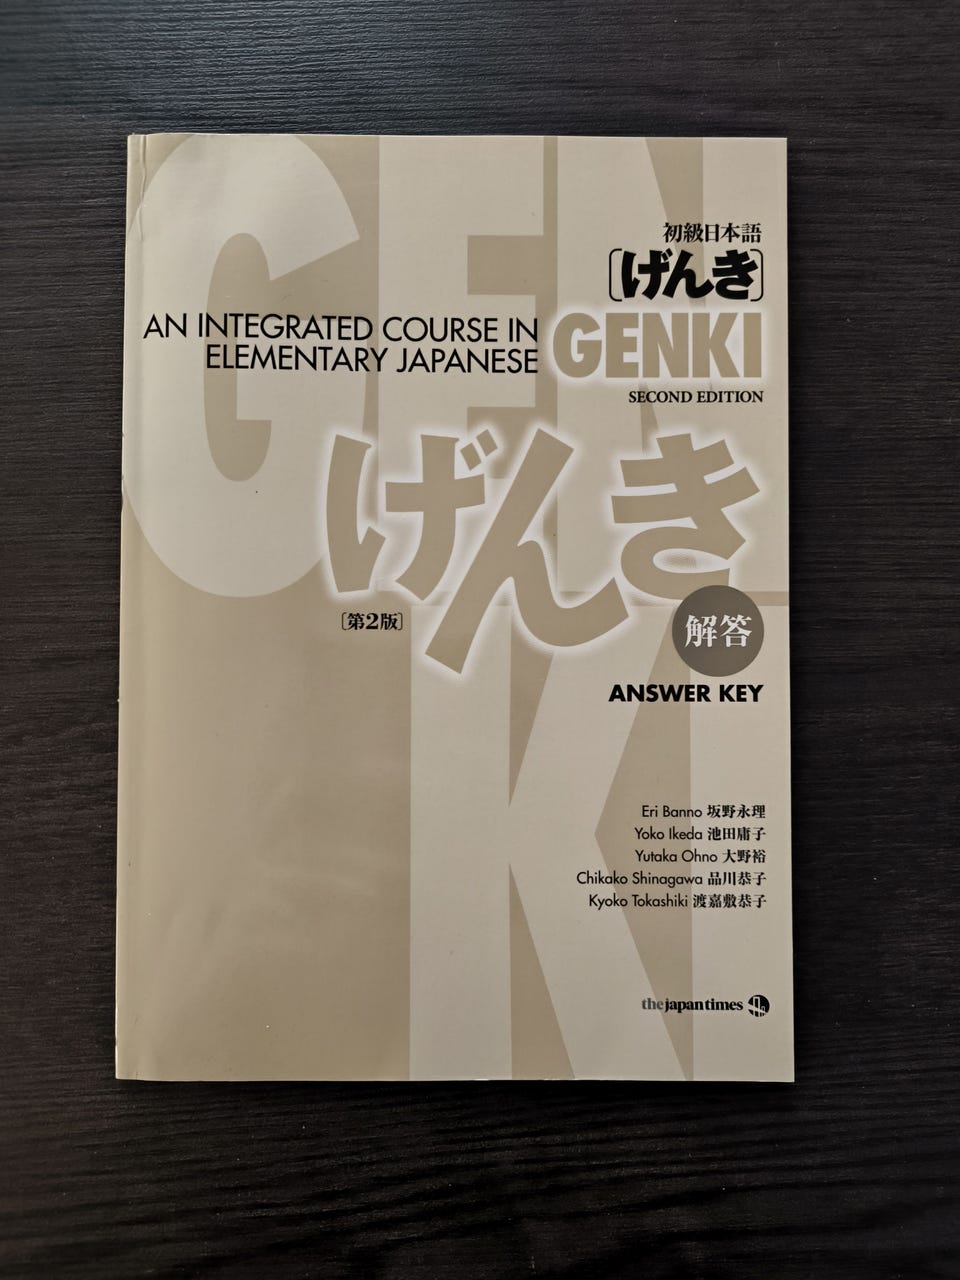 GEN
KI
初級日本語
[げんき]
AN INTEGRATED COURSE IN
ELEMENTARY JAPANESE
GENKI
SECOND EDITION
げんき
[第2版]
解答
ANSWER KEY
Eri Banno 坂野永理
Yoko Ikeda 池田庸子
Yutaka Ohno 大野裕
Chikako Shinagawa 品川恭子
Kyoko Tokashiki 渡嘉敷恭子
the japan times